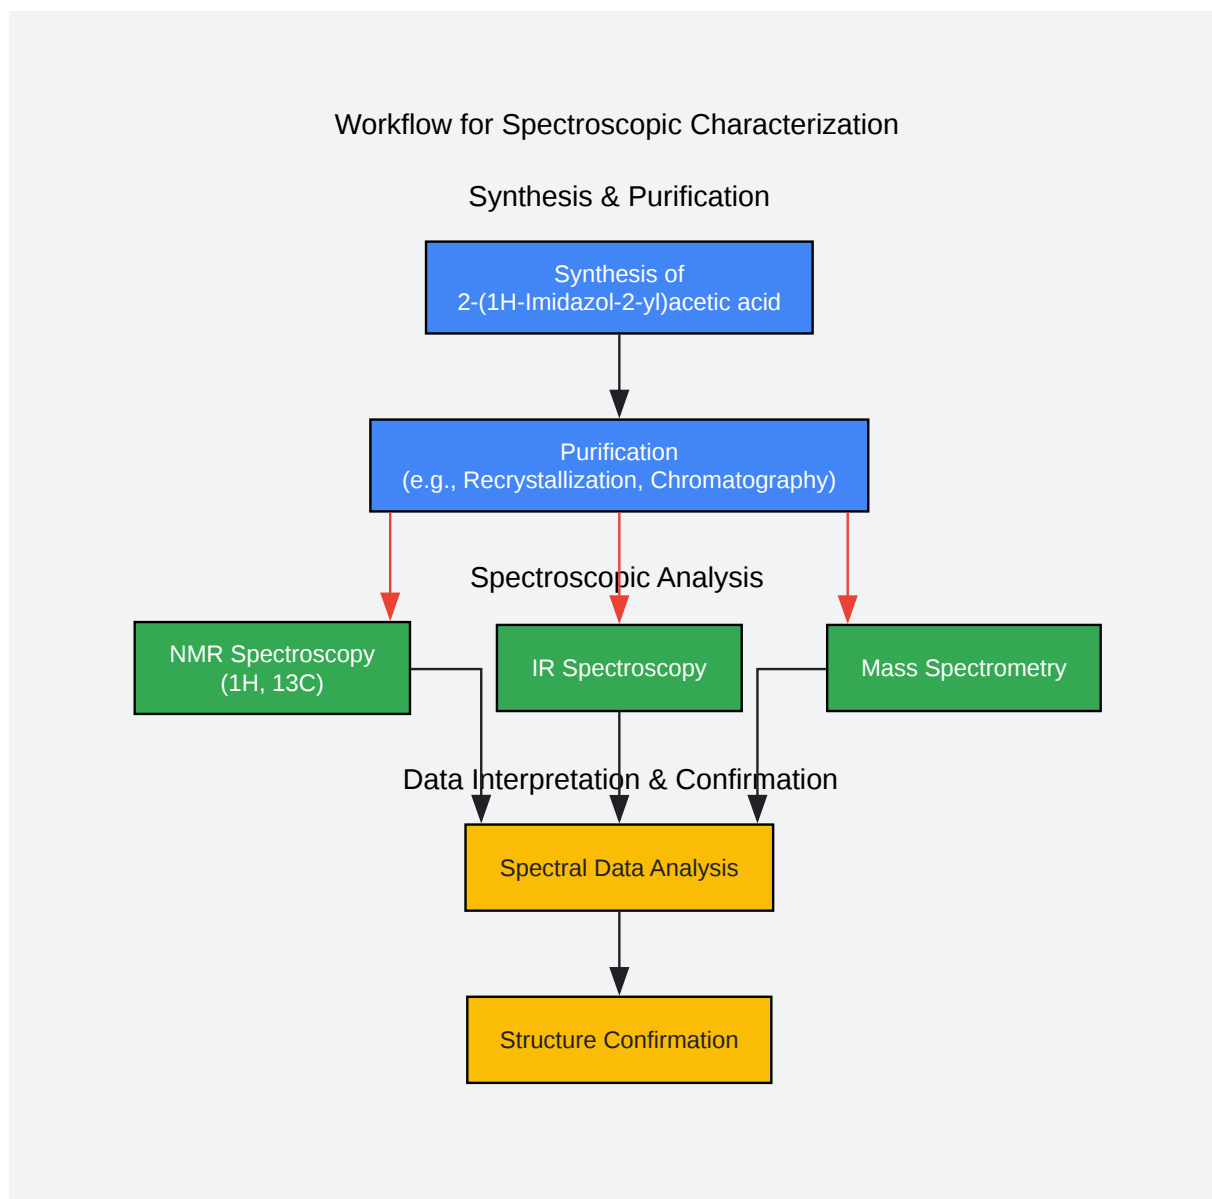 Workflow for Spectroscopic Characterization
Synthesis & Purification
Synthesis of
2-(1H-Imidazol-2-yl)acetic acid
Purification
(e.g., Recrystallization, Chromatography)
Spectroscopic Analysis
NMR Spectroscopy
(1H, 13C)
IR Spectroscopy
Mass Spectrometry
Data Interpretation & Confirmation
Spectral Data Analysis
Structure Confirmation